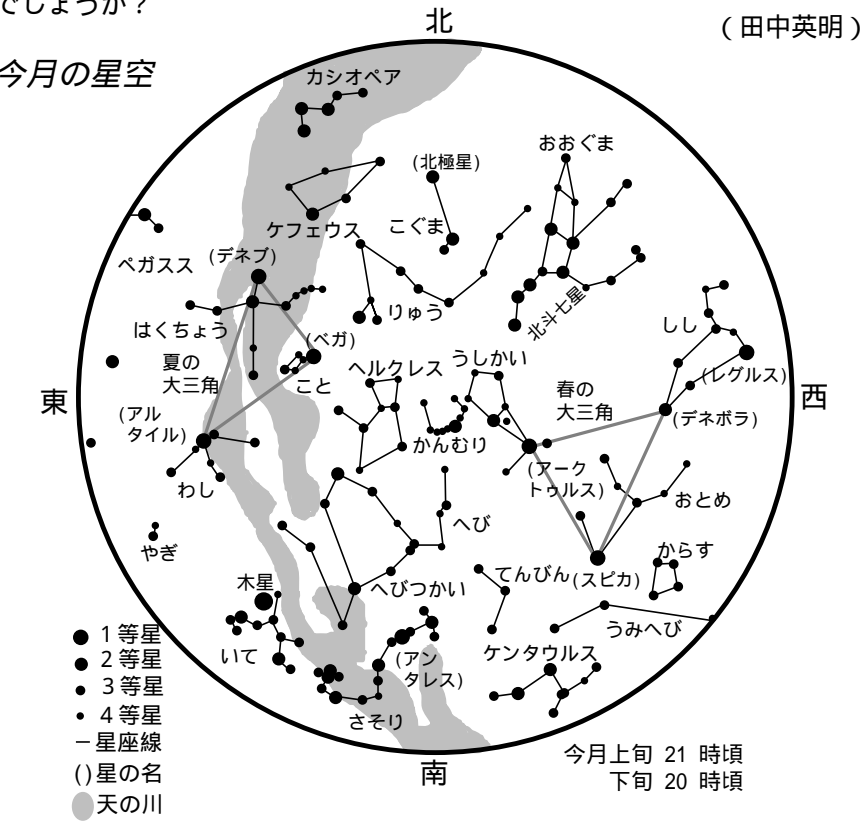 でしょうか？
(田中英明)
今月の星空
北
カシオペア
おおぐま
(北極星)
こぐま
ケフェウス
ペガスス
(デネブ)
りゅう
北斗七星
はくちょう
しし
(ベガ)
夏の
大三角
こと
ヘルクレス
うしかい
(レグルス)
春の
大三角
東
西
(アル
タイル)
(デネボラ)
かんむり
(アーク
トゥルス)
わし
おとめ
へび
やぎ
からす
てんびん
(スピカ)
木星
へびつかい
うみへび
いて
(アン
タレス)
ケンタウルス
さそり
1等星
2等星
3等星
4等星
－星座線
()星の名
天の川
南
今月上旬 21 時頃
下旬 20 時頃